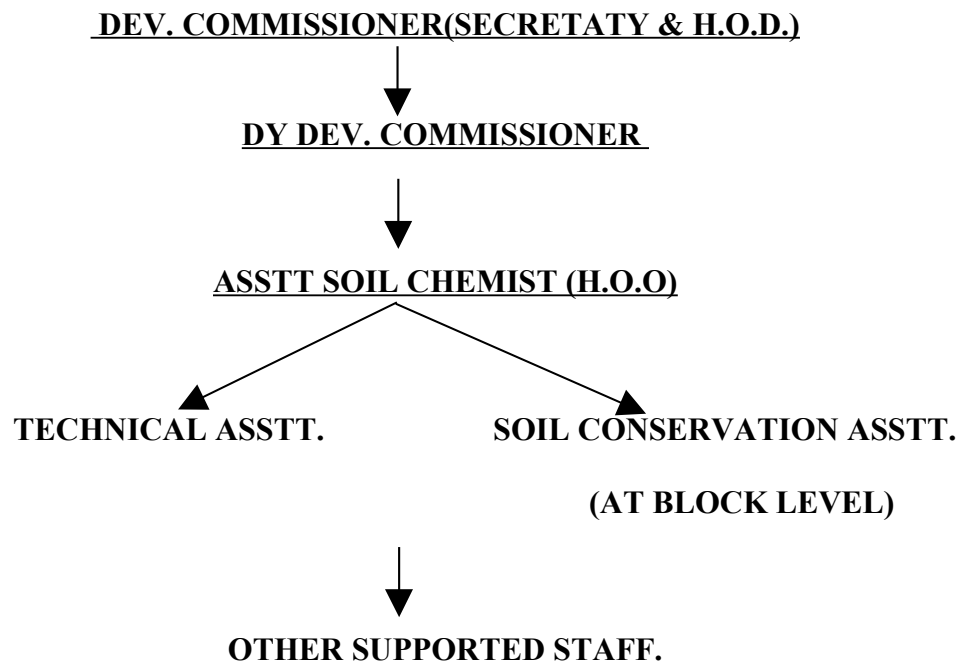 DEV. COMMISSIONER(SECRETATY & H.O.D.)
DY DEV. COMMISSIONER
ASSTT SOIL CHEMIST (H.O.O)
TECHNICAL ASSTT.
SOIL CONSERVATION ASSTT.
(AT BLOCK LEVEL)
OTHER SUPPORTED STAFF.